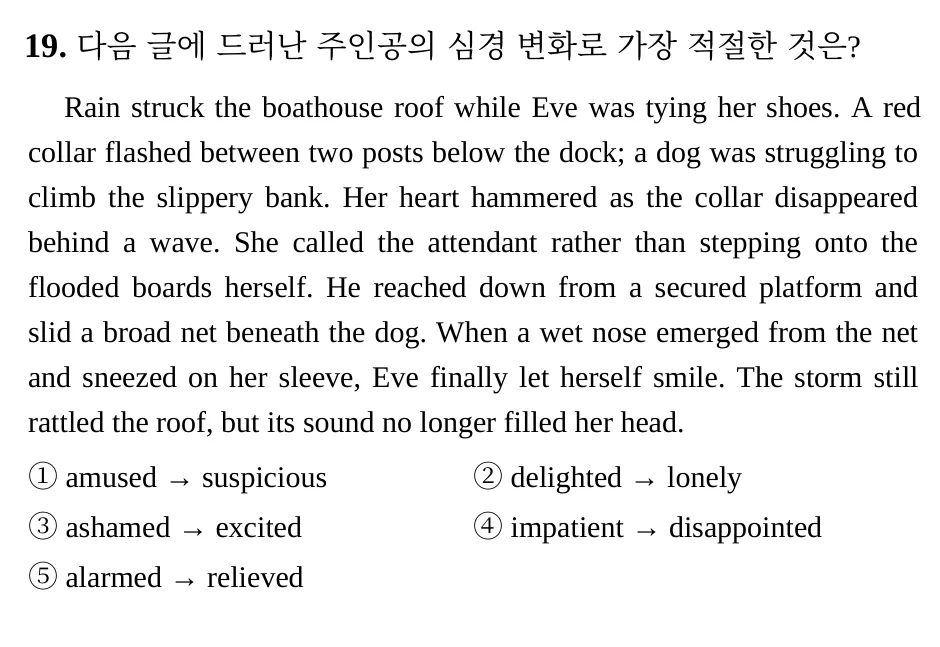 19. 다음 글에 드러난 주인공의 심경 변화로 가장 적절한 것은?
Rain struck the boathouse roof while Eve was tying her shoes. A red
collar flashed between two posts below the dock; a dog was struggling to
climb the slippery bank. Her heart hammered as the collar disappeared
behind a wave. She called the attendant rather than stepping onto the
flooded boards herself. He reached down from a secured platform and
slid a broad net beneath the dog. When a wet nose emerged from the net
and sneezed on her sleeve, Eve finally let herself smile. The storm still
rattled the roof, but its sound no longer filled her head.
① amused → suspicious ② delighted → lonely
③ ashamed → excited ④ impatient → disappointed
⑤ alarmed → relieved